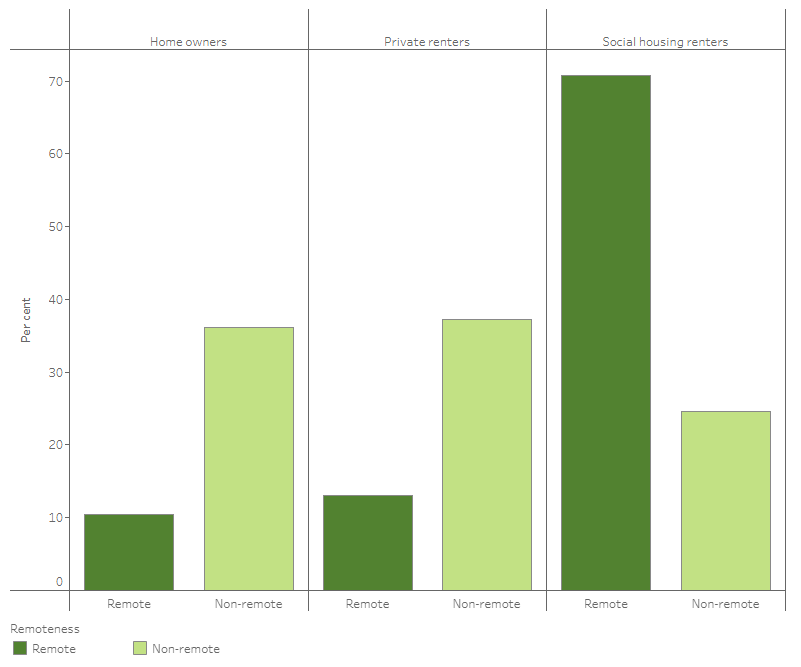 Home owners Private renters Social housing renters
70
60
50
40
30
20
10
0
Per cent
Remote Non-remote Remote Non-remote Remote Non-remote
Remoteness
Remote Non-remote